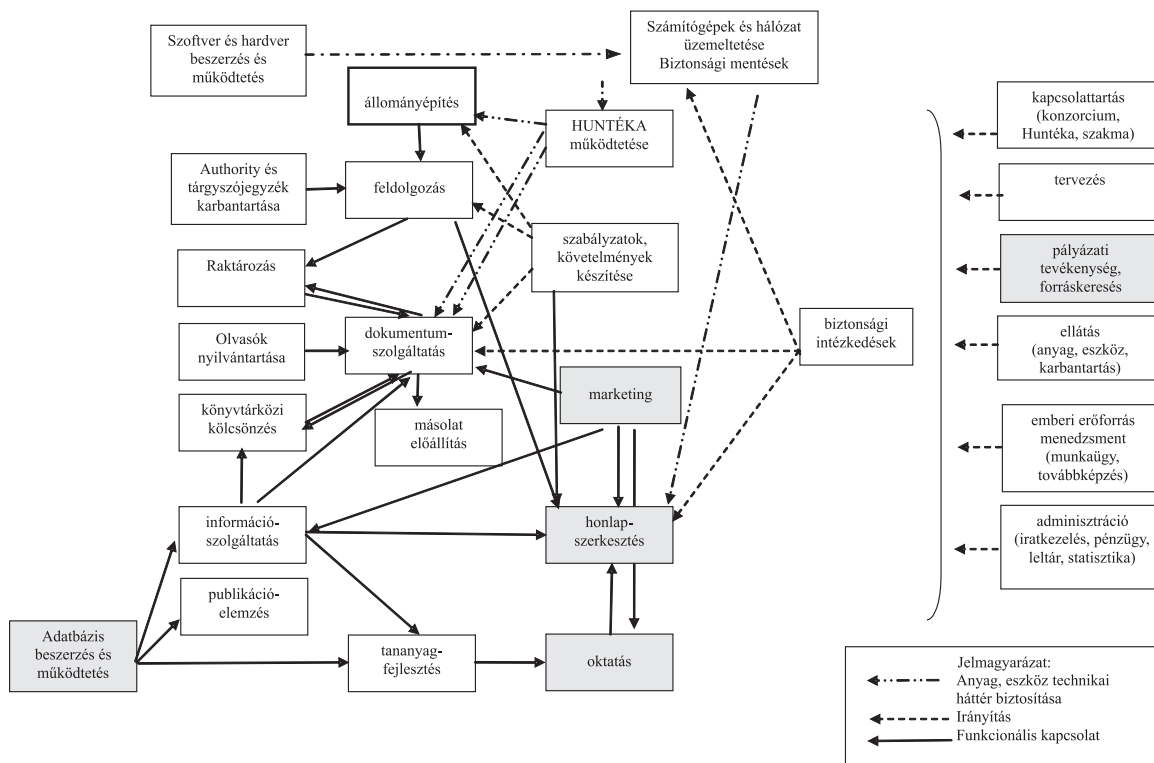 Szoftver és hardver
beszerzés és
működtetés
Számítógépek és hálózat
üzemeltetése
Biztonsági mentések
állományépítés
HUNTÉKA
működtetése
kapcsolattartás
(konzorcium,
Huntéka, szakma)
Authority és
tárgyszójegyzék
karbantartása
feldolgozás
tervezés
szabályzatok,
követelmények
készítése
Raktározás
pályázati
tevékenység,
forráskeresés
Olvasók
nyilvántartása
dokumentum-
szolgáltatás
biztonsági
intézkedések
ellátás
(anyag, eszköz,
karbantartás)
könyvtárközi
kölcsönzés
másolat
előállítás
marketing
emberi erőforrás
menedzsment
(munkaügy,
továbbképzés)
információ-
szolgáltatás
honlap-
szerkesztés
adminisztráció
(iratkezelés, pénzügy,
leltár, statisztika)
publikáció-
elemzés
Adatbázis
beszerzés és
működtetés
tananyag-
fejlesztés
oktatás
Jelmagyarázat:
Anyag, eszköz technikai
háttér biztosítása
Irányítás
Funkcionális kapcsolat